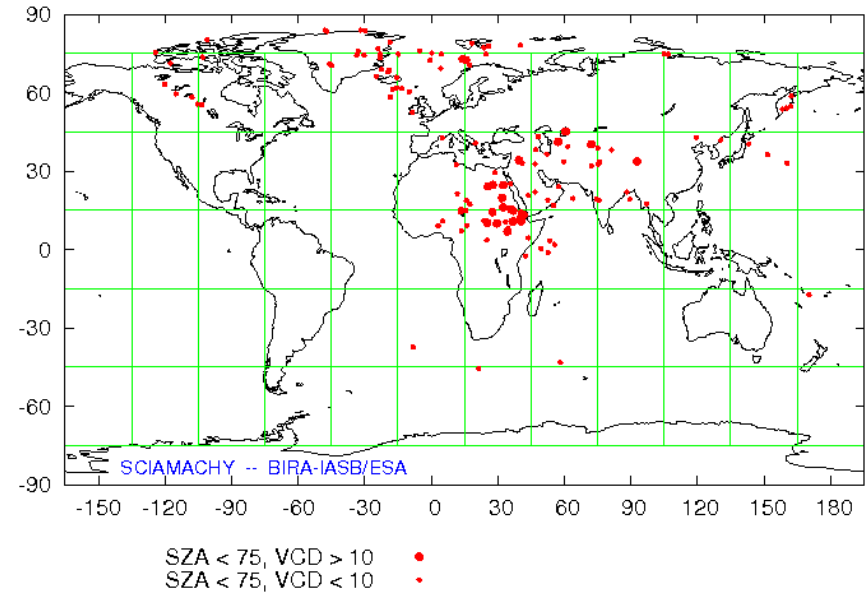 90
60
30
0
-30
-60
-90
-150 -120 -90 -60 -30 0 30 60 90 120 150 180
SCIAMACHY -- BIRA-IASB/ESA
SZA < 75, VCD > 10
SZA < 75, VCD < 10